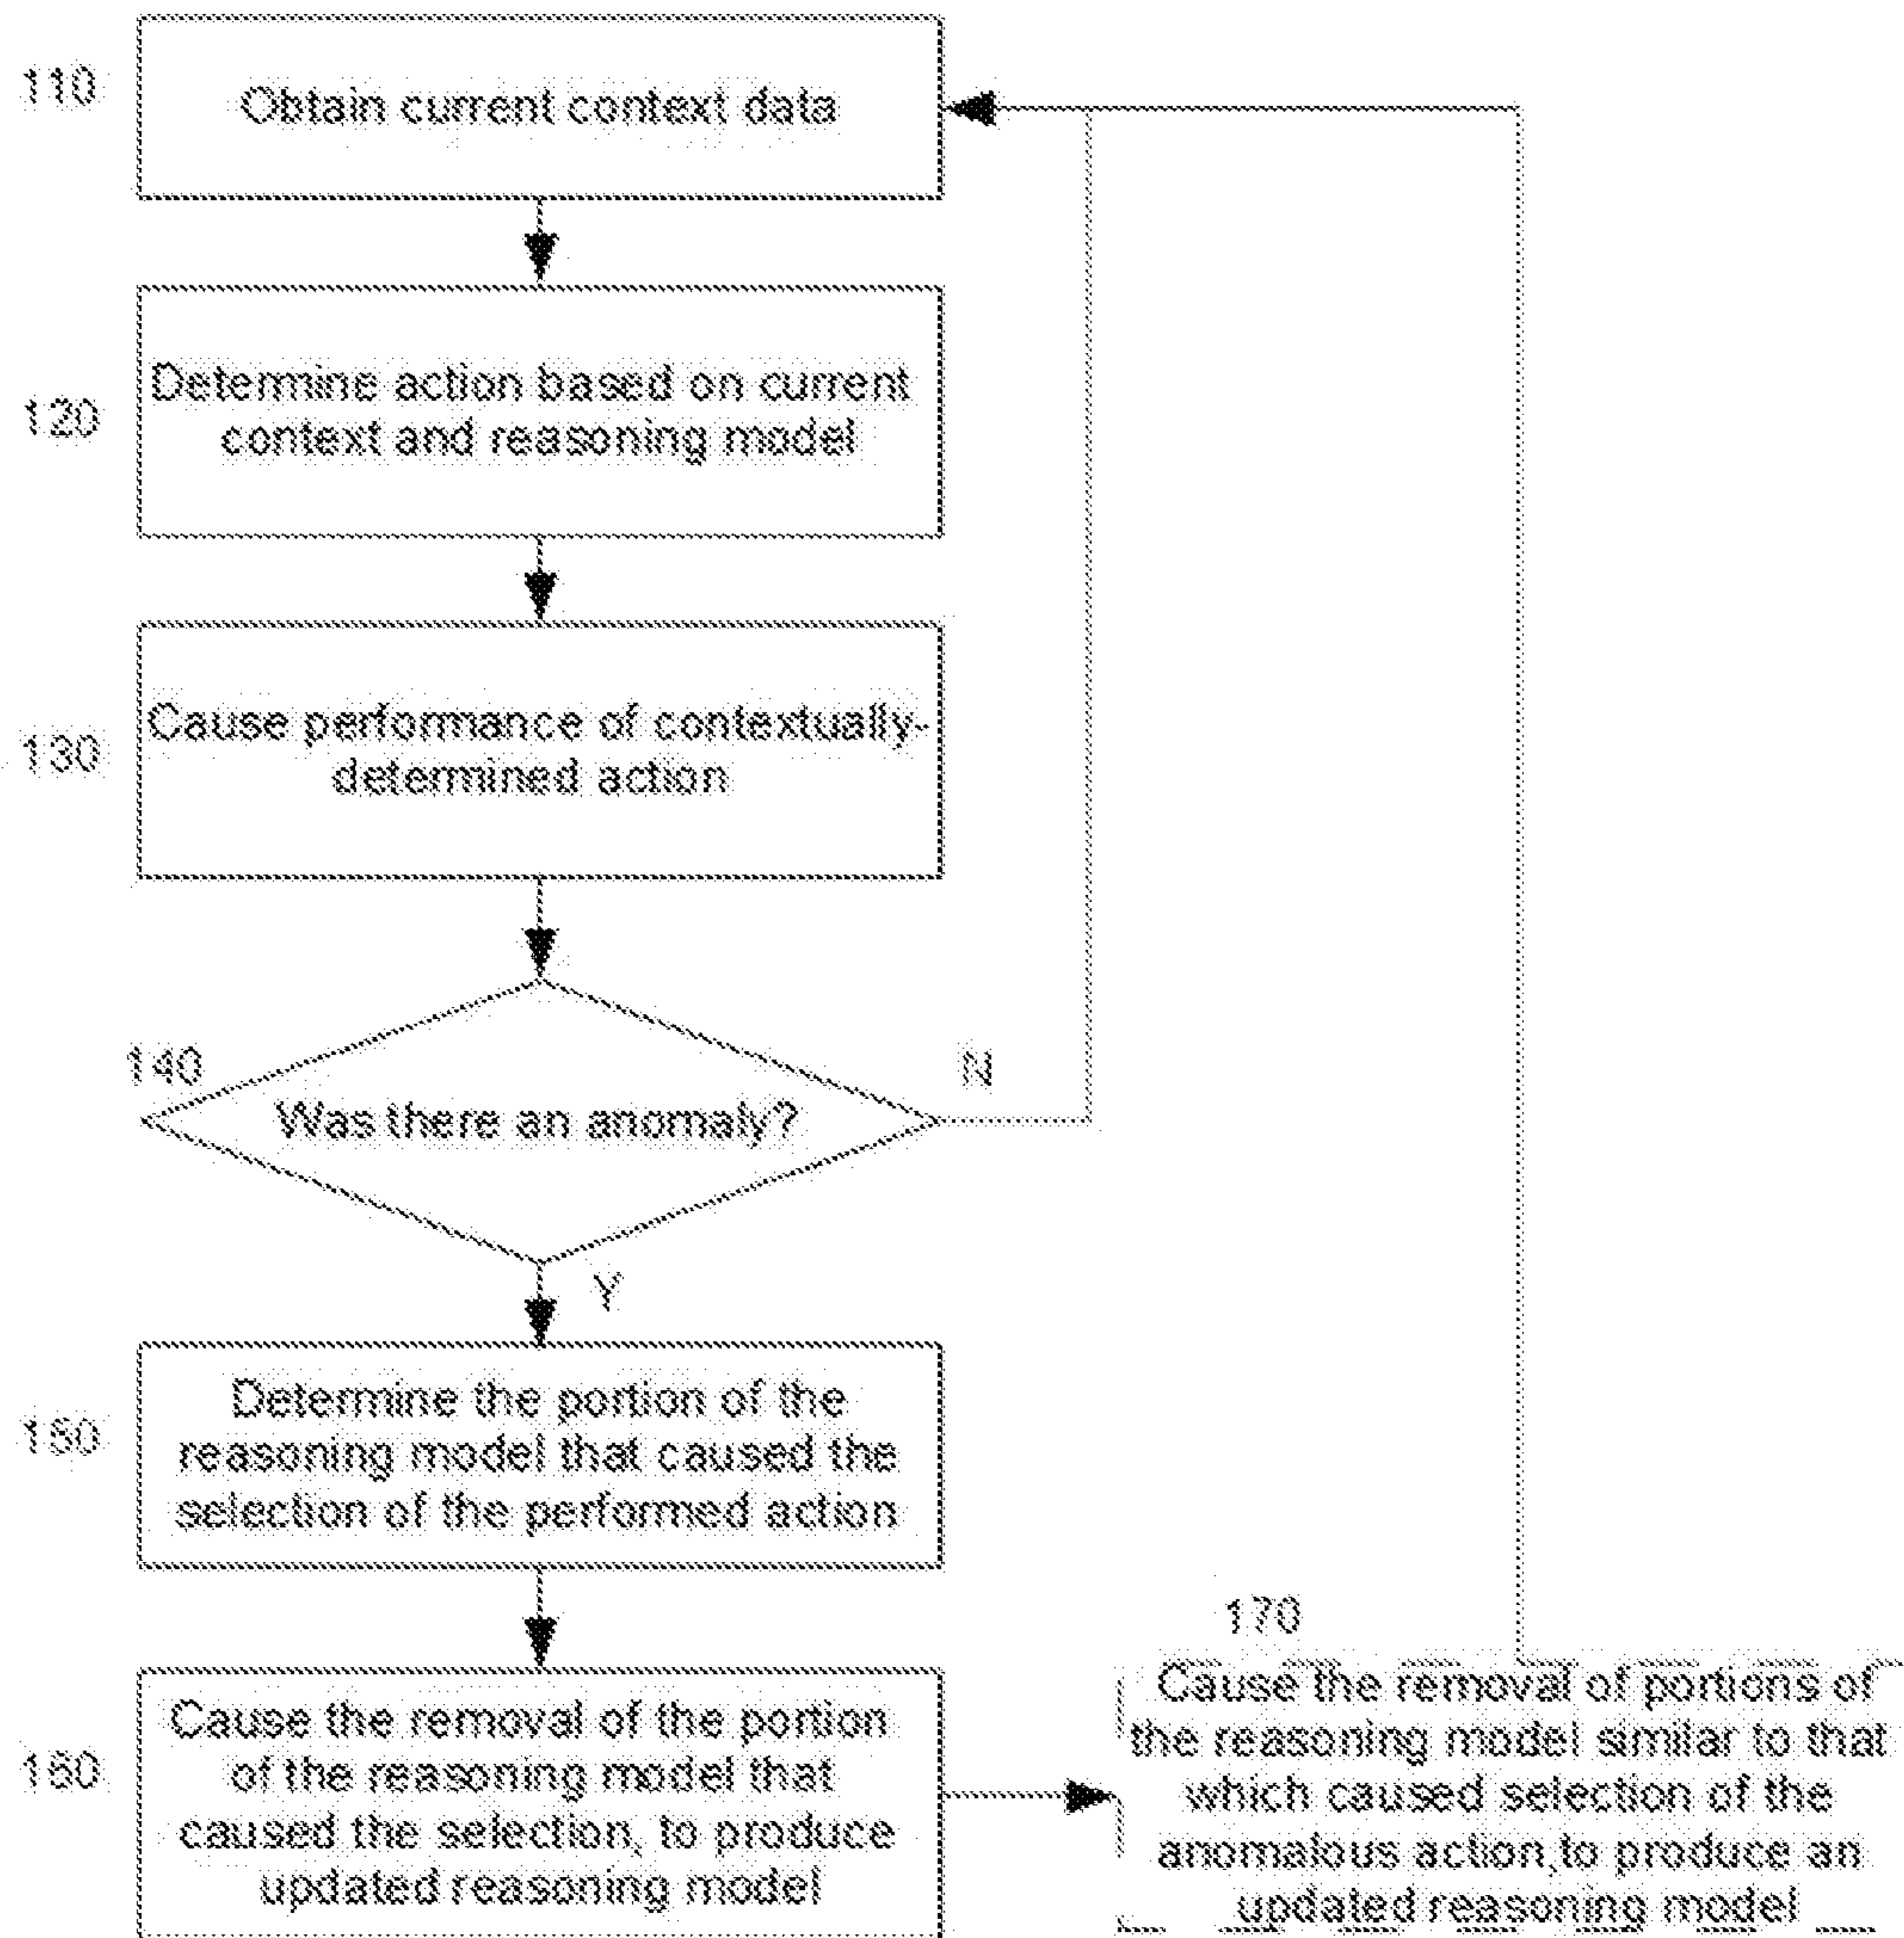 110
Obtain current context data
120
Determine action based on current
context and reasoning model
130
Cause performance of contextually-
determined action
140
Was there an anomaly?
N
Y
150
Determine the portion of the
reasoning model that caused the
selection of the performed action
160
Cause the removal of the portion
of the reasoning model that
caused the selection, to produce
updated reasoning model
170
Cause the removal of portions of
the reasoning model similar to that
which caused selection of the
anomalous action,to produce an
updated reasoning model